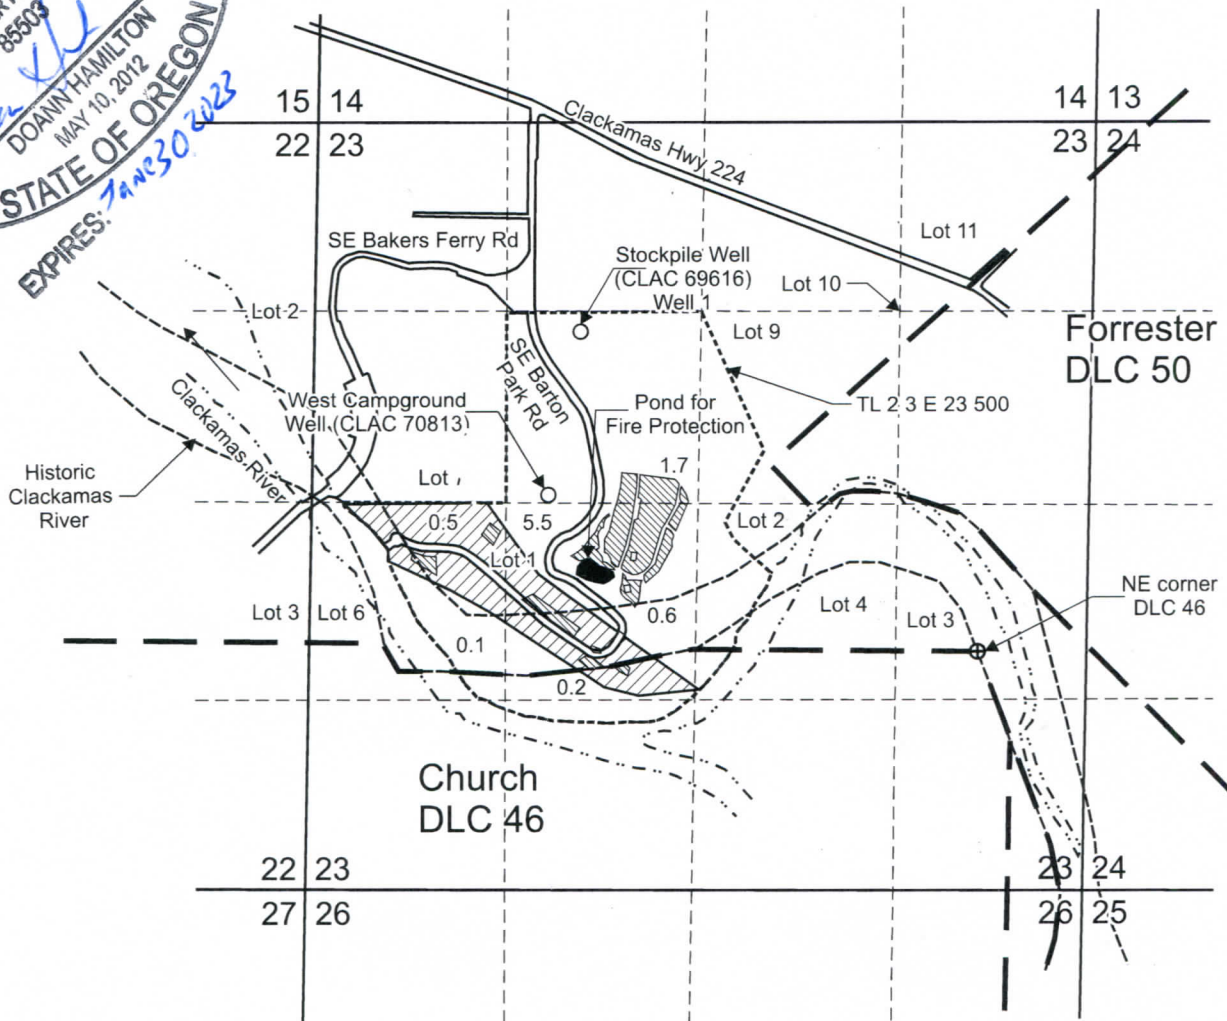 85503
DOANN HAMILTON
MAY 10, 2012
STATE OF OREGON
EXPIRES: June 30 2023
15 14
22 23
14 13
23 24
Clackamas Hwy 224
Lot 11
SE Bakers Ferry Rd
Stockpile Well
(CLAC 69616)
Well 1
Lot 10
Lot 2
Lot 9
Forrester
DLC 50
SE Barton
Park Rd
Clackamas River
West Campground
Well (CLAC 70813)
Pond for
Fire Protection
TL 2 3 E 23 500
Historic
Clackamas
River
Lot
1.7
0.5
5.5
Lot 2
Lot 1
NE corner
DLC 46
Lot 3
Lot 6
0.6
Lot 4
Lot 3
0.1
0.2
Church
DLC 46
22 23
27 26
23 24
26 25